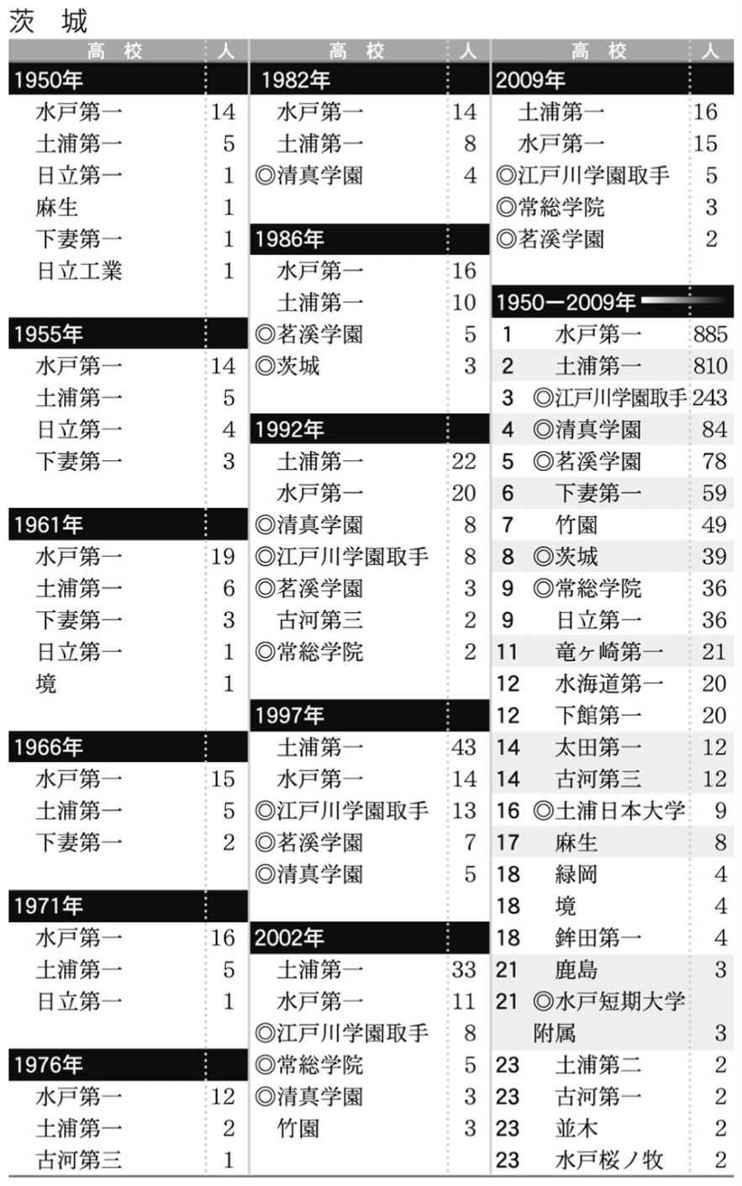 茨 城
高 校 人
1950年
水戸第一 14
土浦第一 5
日立第一 1
麻生 1
下妻第一 1
日立工業 1
1955年
水戸第一 14
土浦第一 5
日立第一 4
下妻第一 3
1961年
水戸第一 19
土浦第一 6
下妻第一 3
日立第一 1
境 1
1966年
水戸第一 15
土浦第一 5
下妻第一 2
1971年
水戸第一 16
土浦第一 5
日立第一 1
1976年
水戸第一 12
土浦第一 2
古河第三 1
高 校 人
1982年
水戸第一 14
土浦第一 8
◎清真学園 4
1986年
水戸第一 16
土浦第一 10
◎茗溪学園 5
◎茨城 3
1992年
土浦第一 22
水戸第一 20
◎清真学園 8
◎江戸川学園取手 8
◎茗溪学園 3
古河第三 2
◎常総学院 2
1997年
土浦第一 43
水戸第一 14
◎江戸川学園取手 13
◎茗溪学園 7
◎清真学園 5
2002年
土浦第一 33
水戸第一 11
◎江戸川学園取手 8
◎常総学院 5
◎清真学園 3
竹園 3
高 校 人
2009年
土浦第一 16
水戸第一 15
◎江戸川学園取手 5
◎常総学院 3
◎茗溪学園 2
1950ー2009年
1 水戸第一 885
2 土浦第一 810
3 ◎江戸川学園取手 243
4 ◎清真学園 84
5 ◎茗溪学園 78
6 下妻第一 59
7 竹園 49
8 ◎茨城 39
9 ◎常総学院 36
9 日立第一 36
11 竜ヶ崎第一 21
12 水海道第一 20
12 下館第一 20
14 太田第一 12
14 古河第三 12
16 ◎土浦日本大学 9
17 麻生 8
18 緑岡 4
18 境 4
18 鉾田第一 4
21 鹿島 3
21 ◎水戸短期大学
附属 3
23 土浦第二 2
23 古河第一 2
23 並木 2
23 水戸桜ノ牧 2